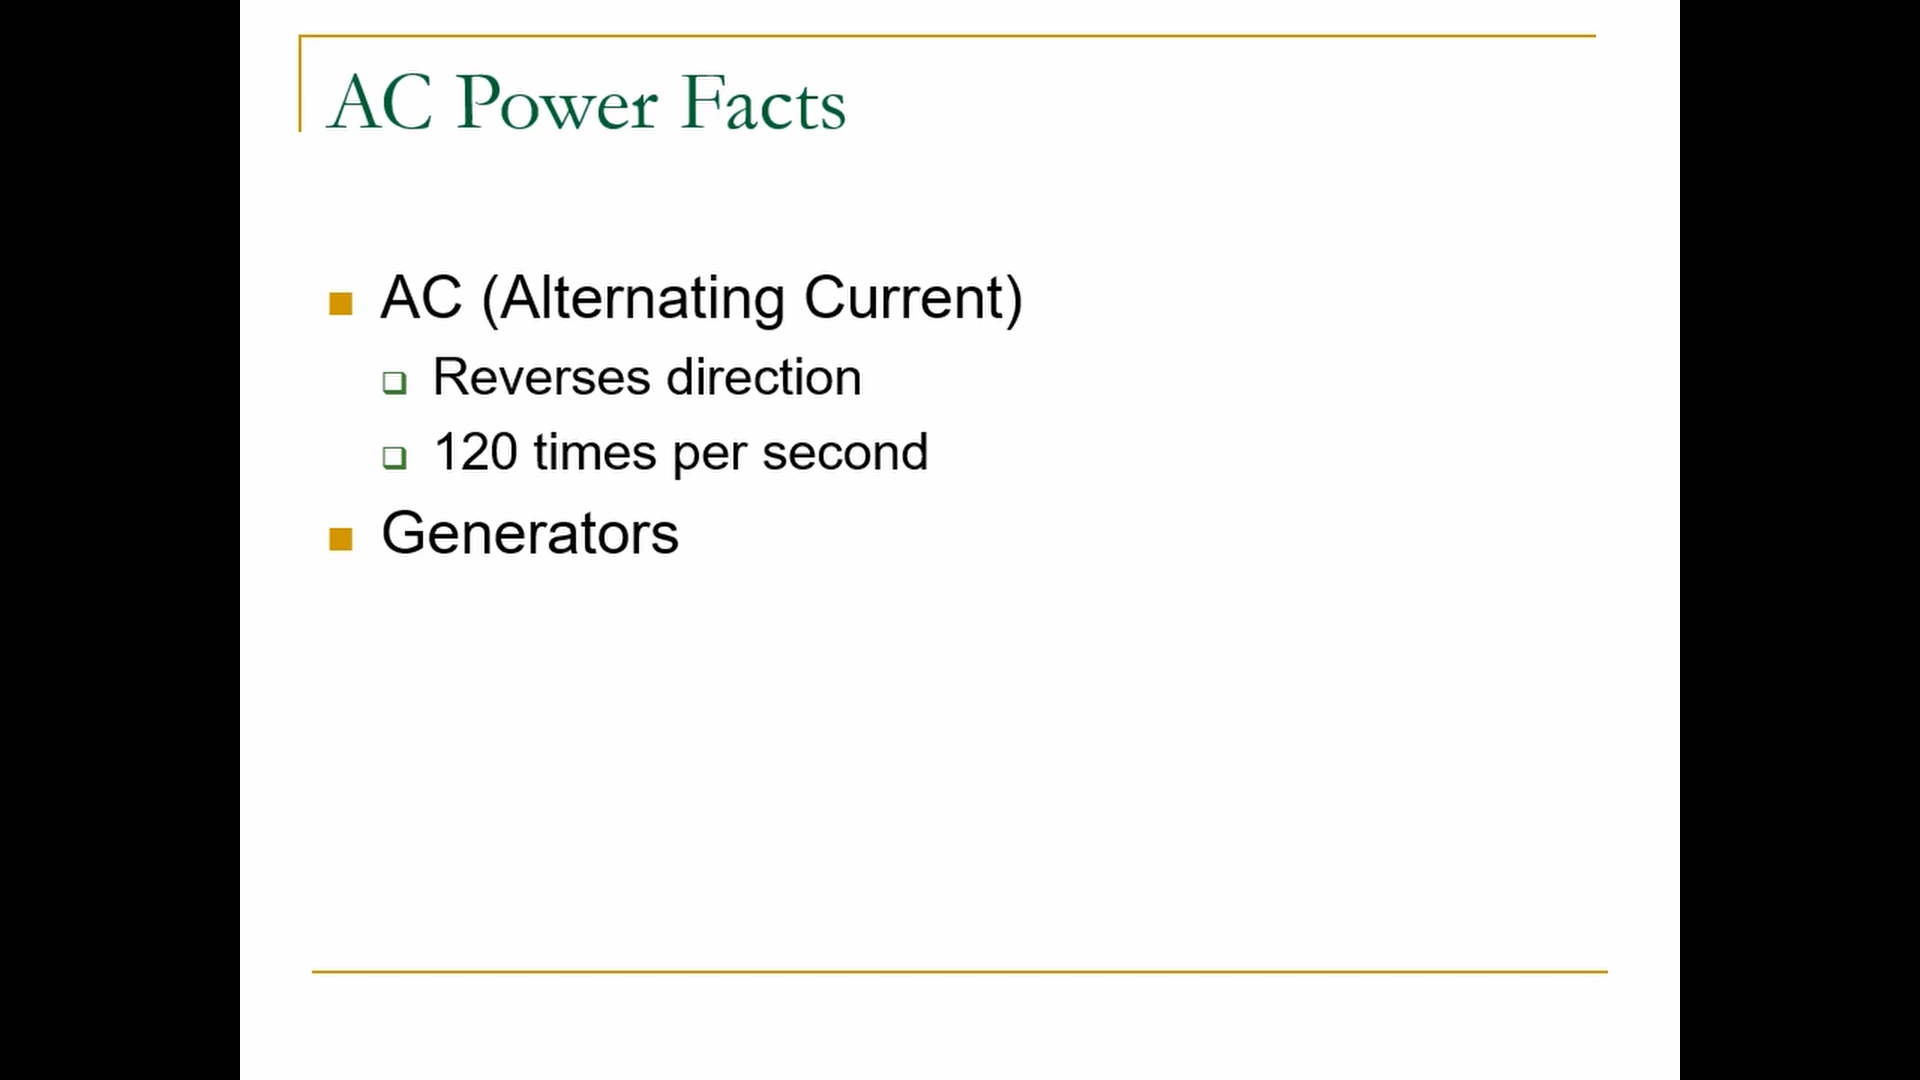 AC Power Facts
AC (Alternating Current)
Reverses direction
120 times per second
Generators